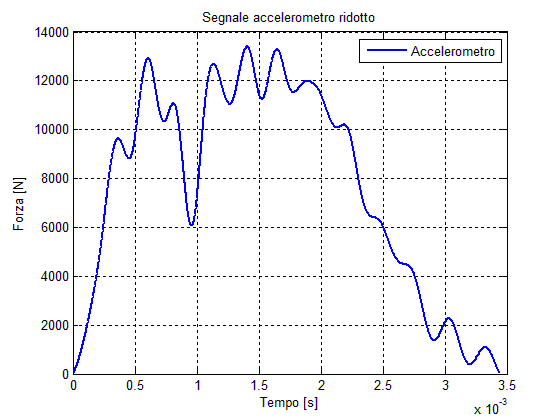 Segnale accelerometro ridotto
Accelerometro
Forza [N]
14000
12000
10000
8000
6000
4000
2000
0
0 0.5 1 1.5 2 2.5 3 3.5
Tempo [s]
x 10^-3